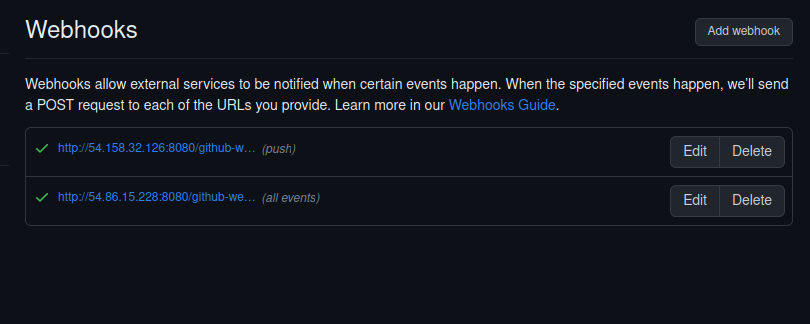 Webhooks
Add webhook
Webhooks allow external services to be notified when certain events happen. When the specified events happen, we'll send
a POST request to each of the URLs you provide. Learn more in our Webhooks Guide.
http://54.158.32.126:8080/github-w… (push) Edit Delete
http://54.86.15.228:8080/github-we… (all events) Edit Delete